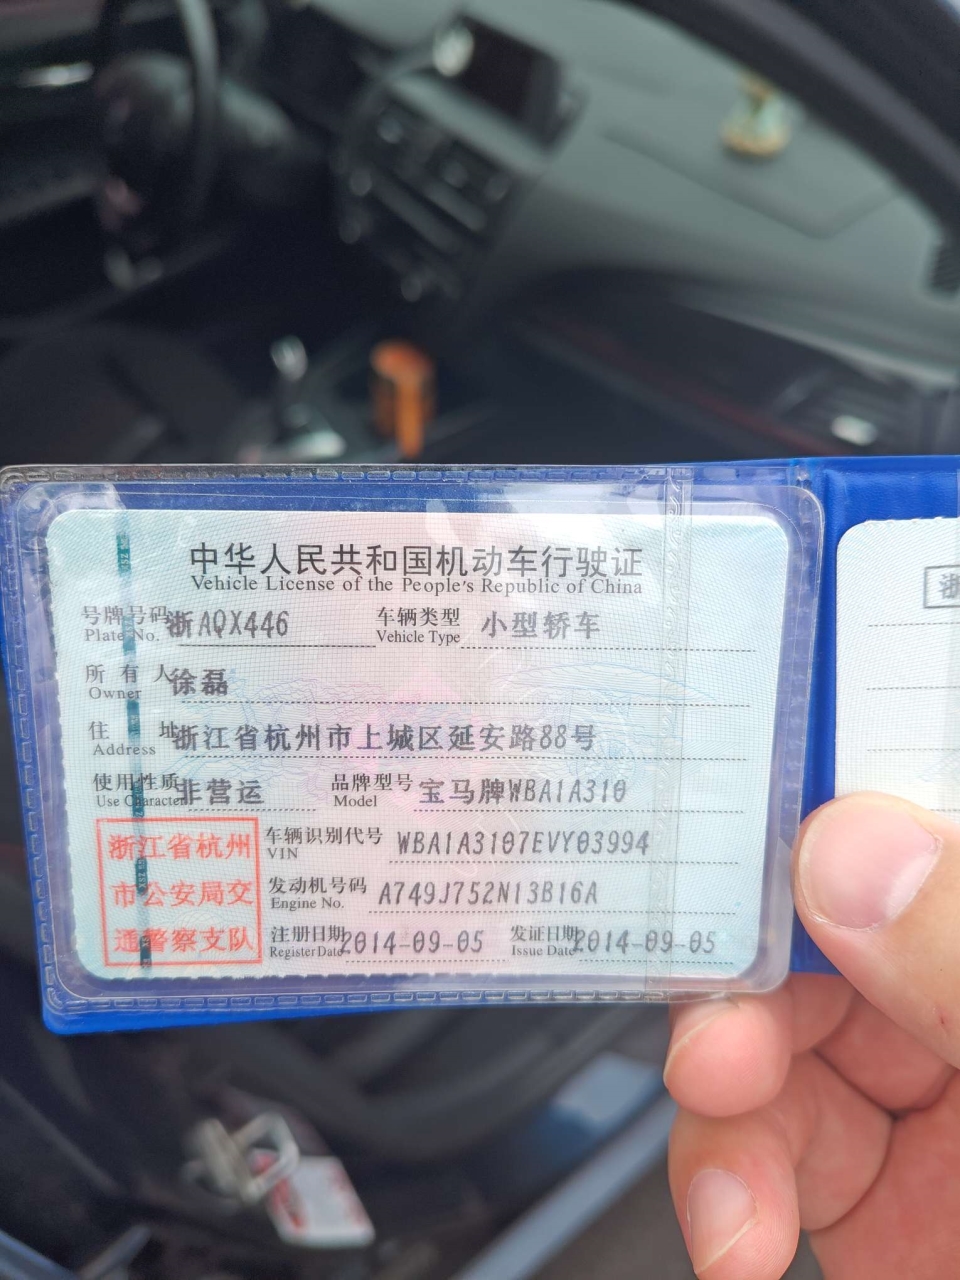 中华人民共和国机动车行驶证
Vehicle License of the People's Republic of China
号牌号码 浙AQX446 车辆类型 小型轿车
Plate No. Vehicle Type
所有人 徐磊
Owner
住址 浙江省杭州市上城区延安路88号
Address
使用性质 非营运 品牌型号 宝马牌WBA1A310
Use Character Model
浙江省杭州
市公安局交
通警察支队
车辆识别代号 WBA1A3107EVY03994
VIN
发动机号码 A749J752N13B16A
Engine No.
注册日期 2014-09-05 发证日期 2014-09-05
Register Date Issue Date
浙